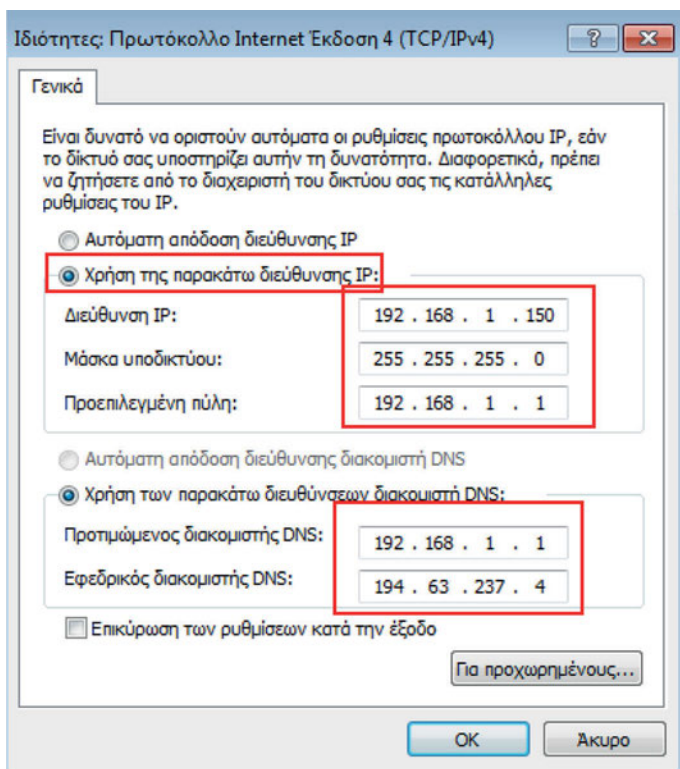 Ιδιότητες: Πρωτόκολλο Internet Έκδοση 4 (TCP/IPv4)
Γενικά
Είναι δυνατό να οριστούν αυτόματα οι ρυθμίσεις πρωτοκόλλου IP, εάν
το δίκτυό σας υποστηρίζει αυτήν τη δυνατότητα. Διαφορετικά, πρέπει
να ζητήσετε από το διαχειριστή του δικτύου σας τις κατάλληλες
ρυθμίσεις του IP.
Αυτόματη απόδοση διεύθυνσης IP
Χρήση της παρακάτω διεύθυνσης IP:
Διεύθυνση IP: 192 . 168 . 1 . 150
Μάσκα υποδικτύου: 255 . 255 . 255 . 0
Προεπιλεγμένη πύλη: 192 . 168 . 1 . 1
Αυτόματη απόδοση διεύθυνσης διακομιστή DNS
Χρήση των παρακάτω διευθύνσεων διακομιστή DNS:
Προτιμώμενος διακομιστής DNS: 192 . 168 . 1 . 1
Εφεδρικός διακομιστής DNS: 194 . 63 . 237 . 4
Επικύρωση των ρυθμίσεων κατά την έξοδο
Για προχωρημένους...
OK Άκυρο